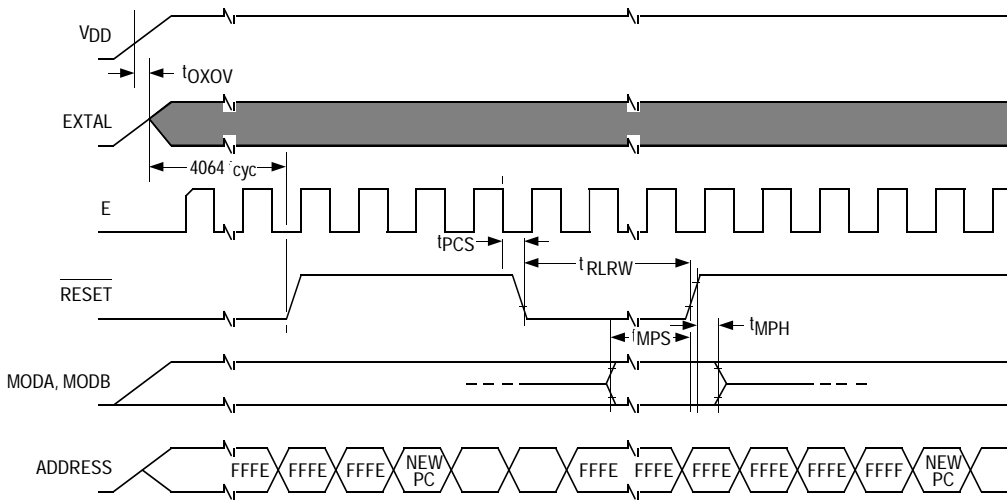 VDD
tOXOV
EXTAL
4064 tcyc
E
tPCS
tRLRW
RESET
tMPS
tMPH
MODA, MODB
ADDRESS
FFFE FFFE FFFE NEW PC FFFE FFFE FFFE FFFE FFFE FFFF NEW PC